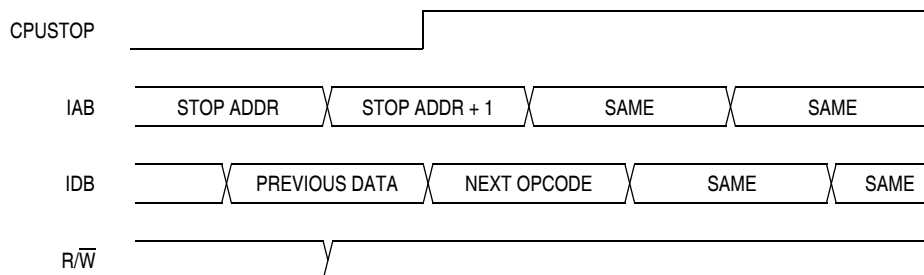 CPUSTOP
IAB STOP ADDR STOP ADDR + 1 SAME SAME
IDB PREVIOUS DATA NEXT OPCODE SAME SAME
R/W̅